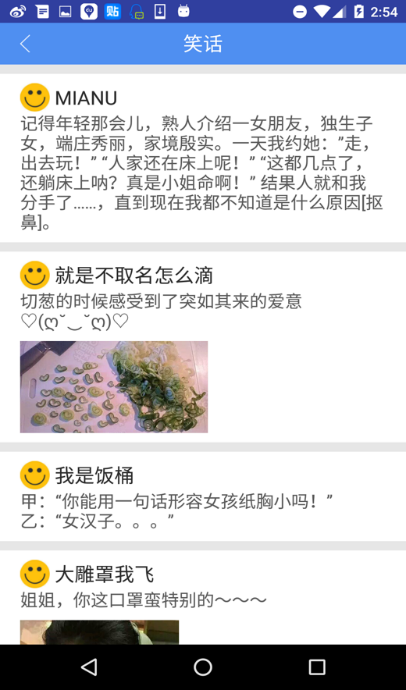 2:54
笑话
MIANU
记得年轻那会儿，熟人介绍一女朋友，独生子
女，端庄秀丽，家境殷实。一天我约她：”走，
出去玩！” “人家还在床上呢！” “这都几点了，
还躺床上呐？真是小姐命啊！” 结果人就和我
分手了......，直到现在我都不知道是什么原因[抠
鼻]。
就是不取名怎么滴
切葱的时候感受到了突如其来的爱意
♡(ღ˘⌣˘ღ)♡
我是饭桶
甲：“你能用一句话形容女孩纸胸小吗！”
乙：“女汉子。。。”
大雕罩我飞
姐姐，你这口罩蛮特别的～～～